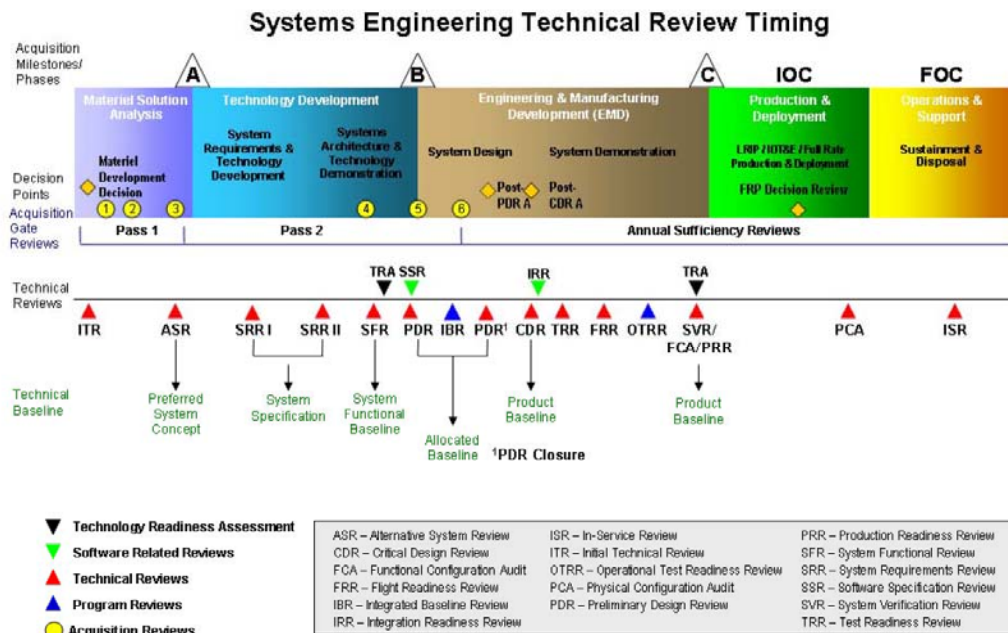 Systems Engineering Technical Review Timing
Acquisition
Milestones/
Phases
A
B
C
IOC
FOC
Materiel Solution
Analysis
Technology Development
Engineering & Manufacturing
Development (EMD)
Production &
Deployment
Operations &
Support
System
Requirements &
Technology
Development
Systems
Architecture &
Technology
Demonstration
System Design
System Demonstration
LRIP / IOT&E / Full Rate
Production & Deployment
Sustainment &
Disposal
Decision
Points
Materiel
Development
Decision
Post-
PDR A
Post-
CDR A
FRP Decision Review
1
2
3
4
5
6
Acquisition
Gate
Reviews
Pass 1
Pass 2
Annual Sufficiency Reviews
TRA SSR
IRR
TRA
Technical
Reviews
ITR
ASR
SRR I
SRR II
SFR
PDR
IBR
PDR¹
CDR
TRR
FRR
OTRR
SVR/
FCA/PRR
PCA
ISR
Technical
Baseline
Preferred
System
Concept
System
Specification
System
Functional
Baseline
Allocated
Baseline
¹PDR Closure
Product
Baseline
Product
Baseline
Technology Readiness Assessment
Software Related Reviews
Technical Reviews
Program Reviews
Acquisition Reviews
ASR – Alternative System Review
CDR – Critical Design Review
FCA – Functional Configuration Audit
FRR – Flight Readiness Review
IBR – Integrated Baseline Review
IRR – Integration Readiness Review
ISR – In-Service Review
ITR – Initial Technical Review
OTRR – Operational Test Readiness Review
PCA – Physical Configuration Audit
PDR – Preliminary Design Review
PRR – Production Readiness Review
SFR – System Functional Review
SRR – System Requirements Review
SSR – Software Specification Review
SVR – System Verification Review
TRR – Test Readiness Review